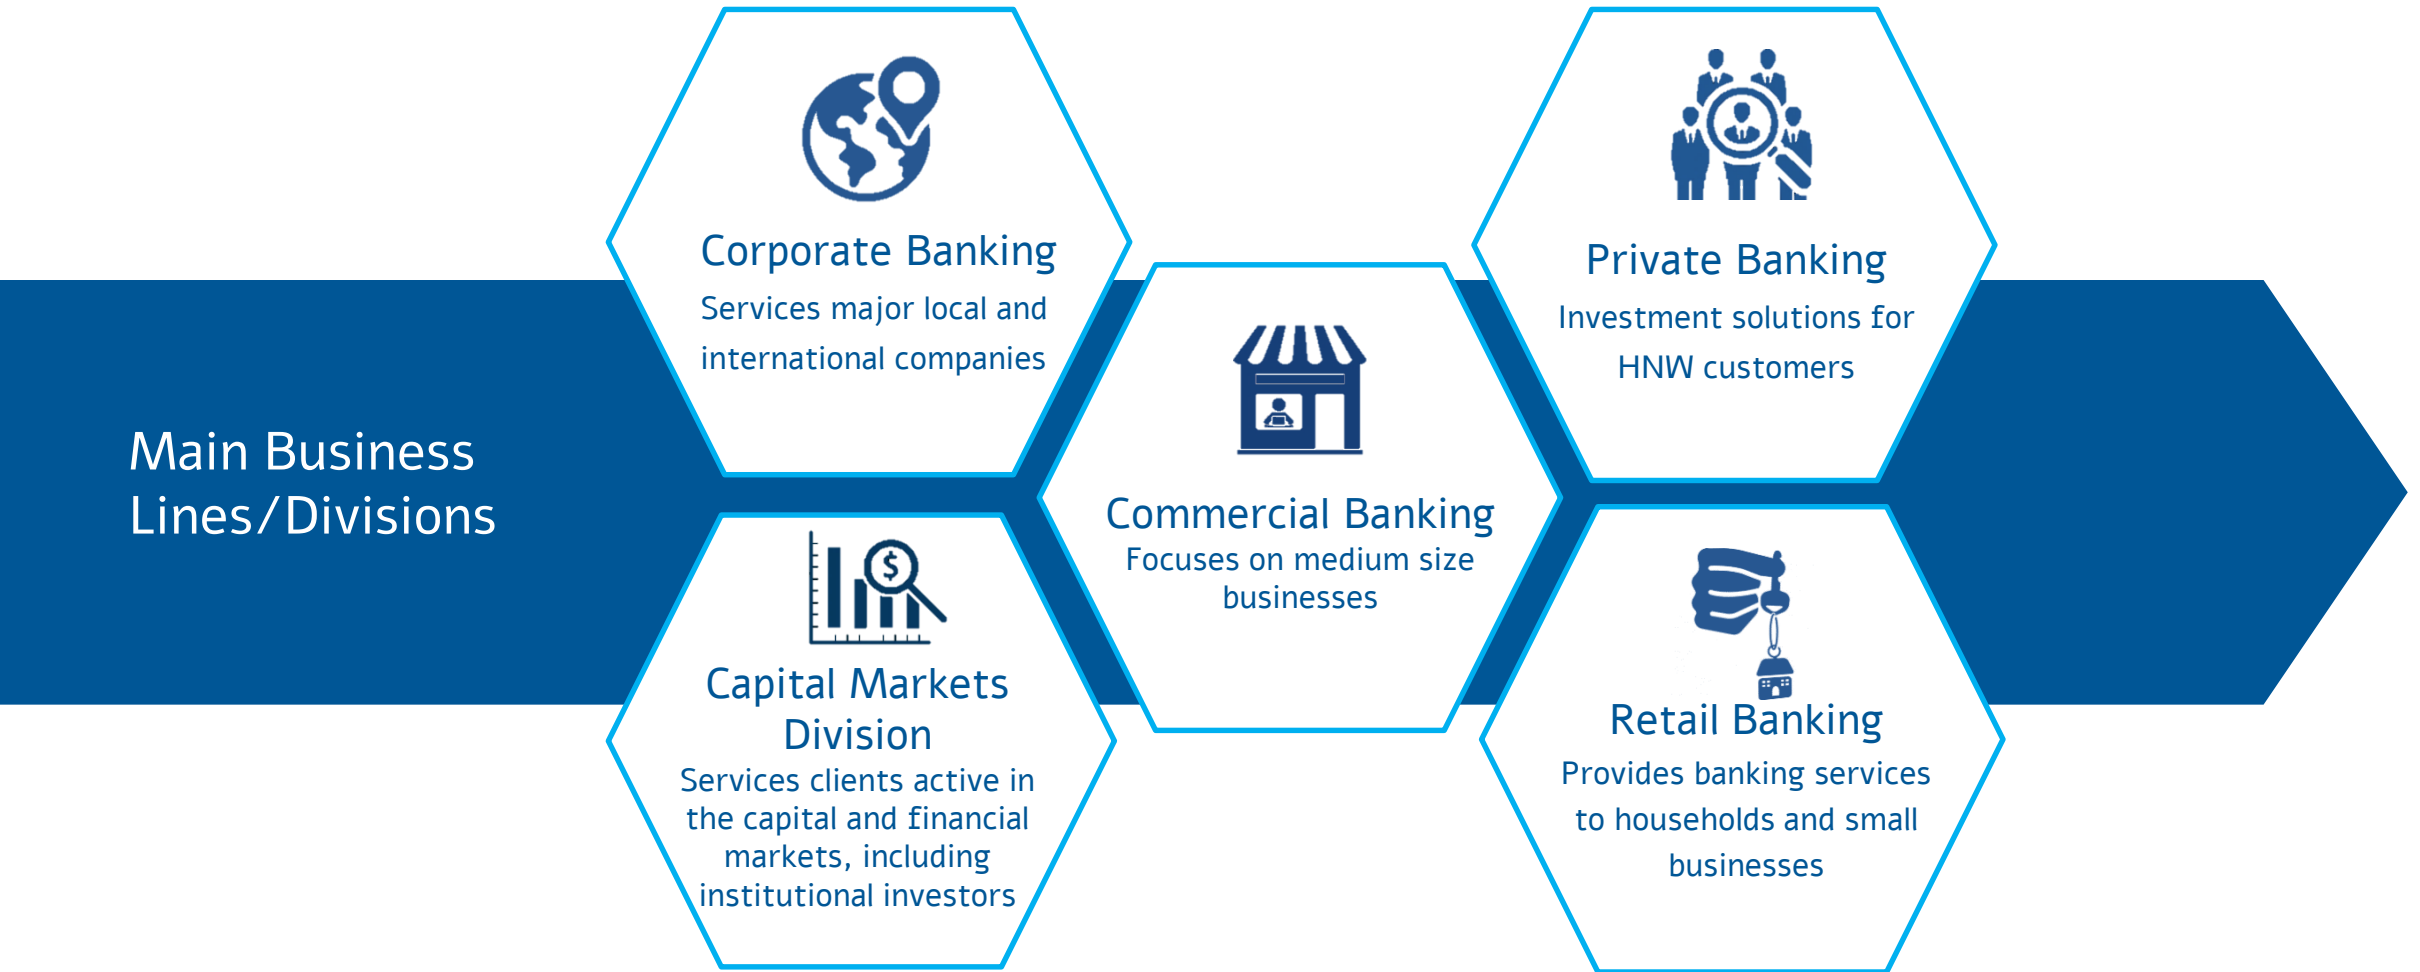 Main Business
Lines/Divisions
Corporate Banking
Services major local and
international companies
Capital Markets
Division
Services clients active in
the capital and financial
markets, including
institutional investors
$
Commercial Banking
Focuses on medium size
businesses
Private Banking
Investment solutions for
HNW customers
Retail Banking
Provides banking services
to households and small
businesses